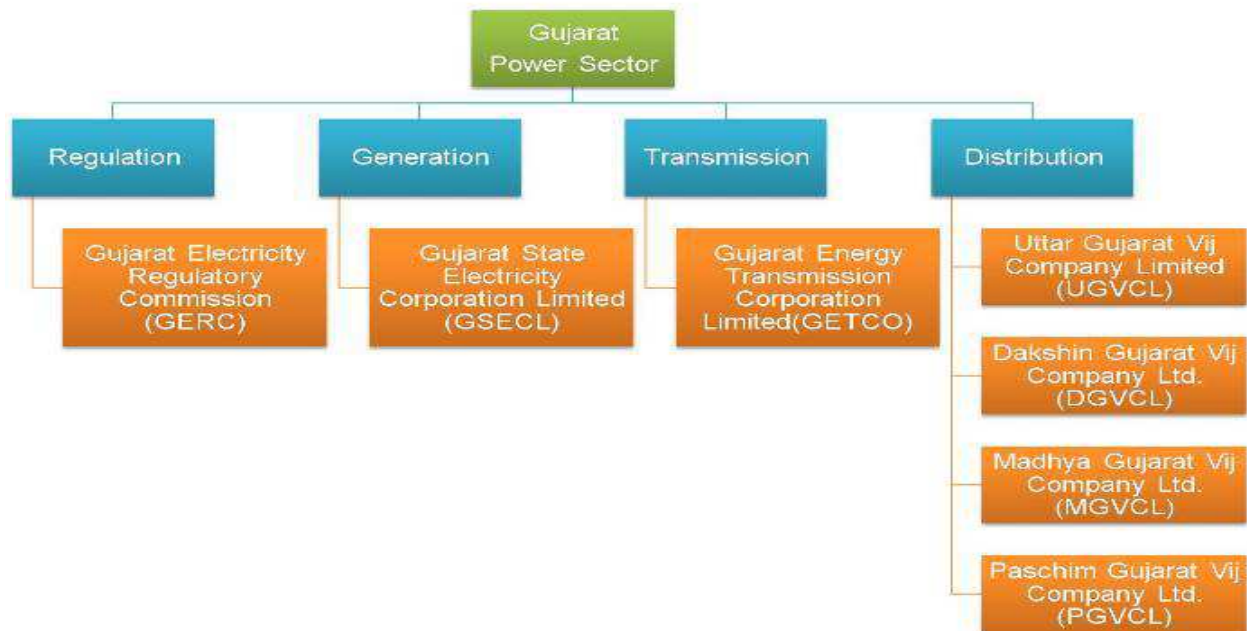 Gujarat
Power Sector
Regulation
Generation
Transmission
Distribution
Gujarat Electricity
Regulatory
Commission
(GERC)
Gujarat State
Electricity
Corporation Limited
(GSECL)
Gujarat Energy
Transmission
Corporation
Limited(GETCO)
Uttar Gujarat Vij
Company Limited
(UGVCL)
Dakshin Gujarat Vij
Company Ltd.
(DGVCL)
Madhya Gujarat Vij
Company Ltd.
(MGVCL)
Paschim Gujarat Vij
Company Ltd.
(PGVCL)